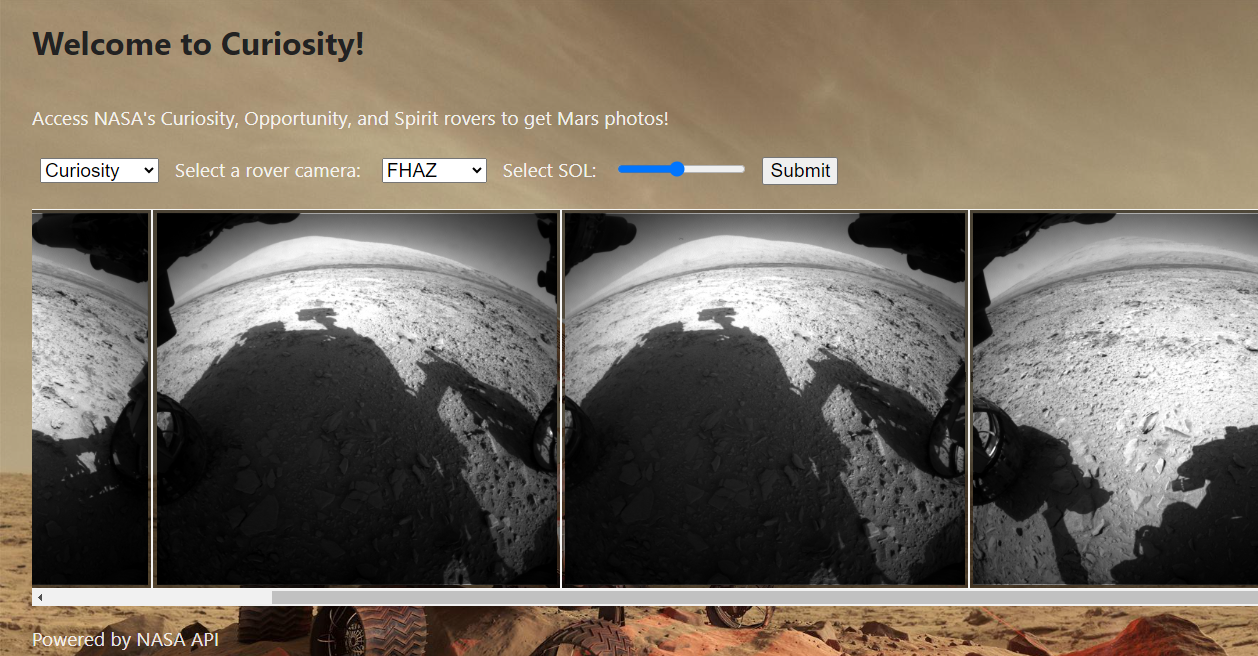 Welcome to Curiosity!
Access NASA's Curiosity, Opportunity, and Spirit rovers to get Mars photos!
Curiosity Select a rover camera: FHAZ Select SOL: Submit
Powered by NASA API